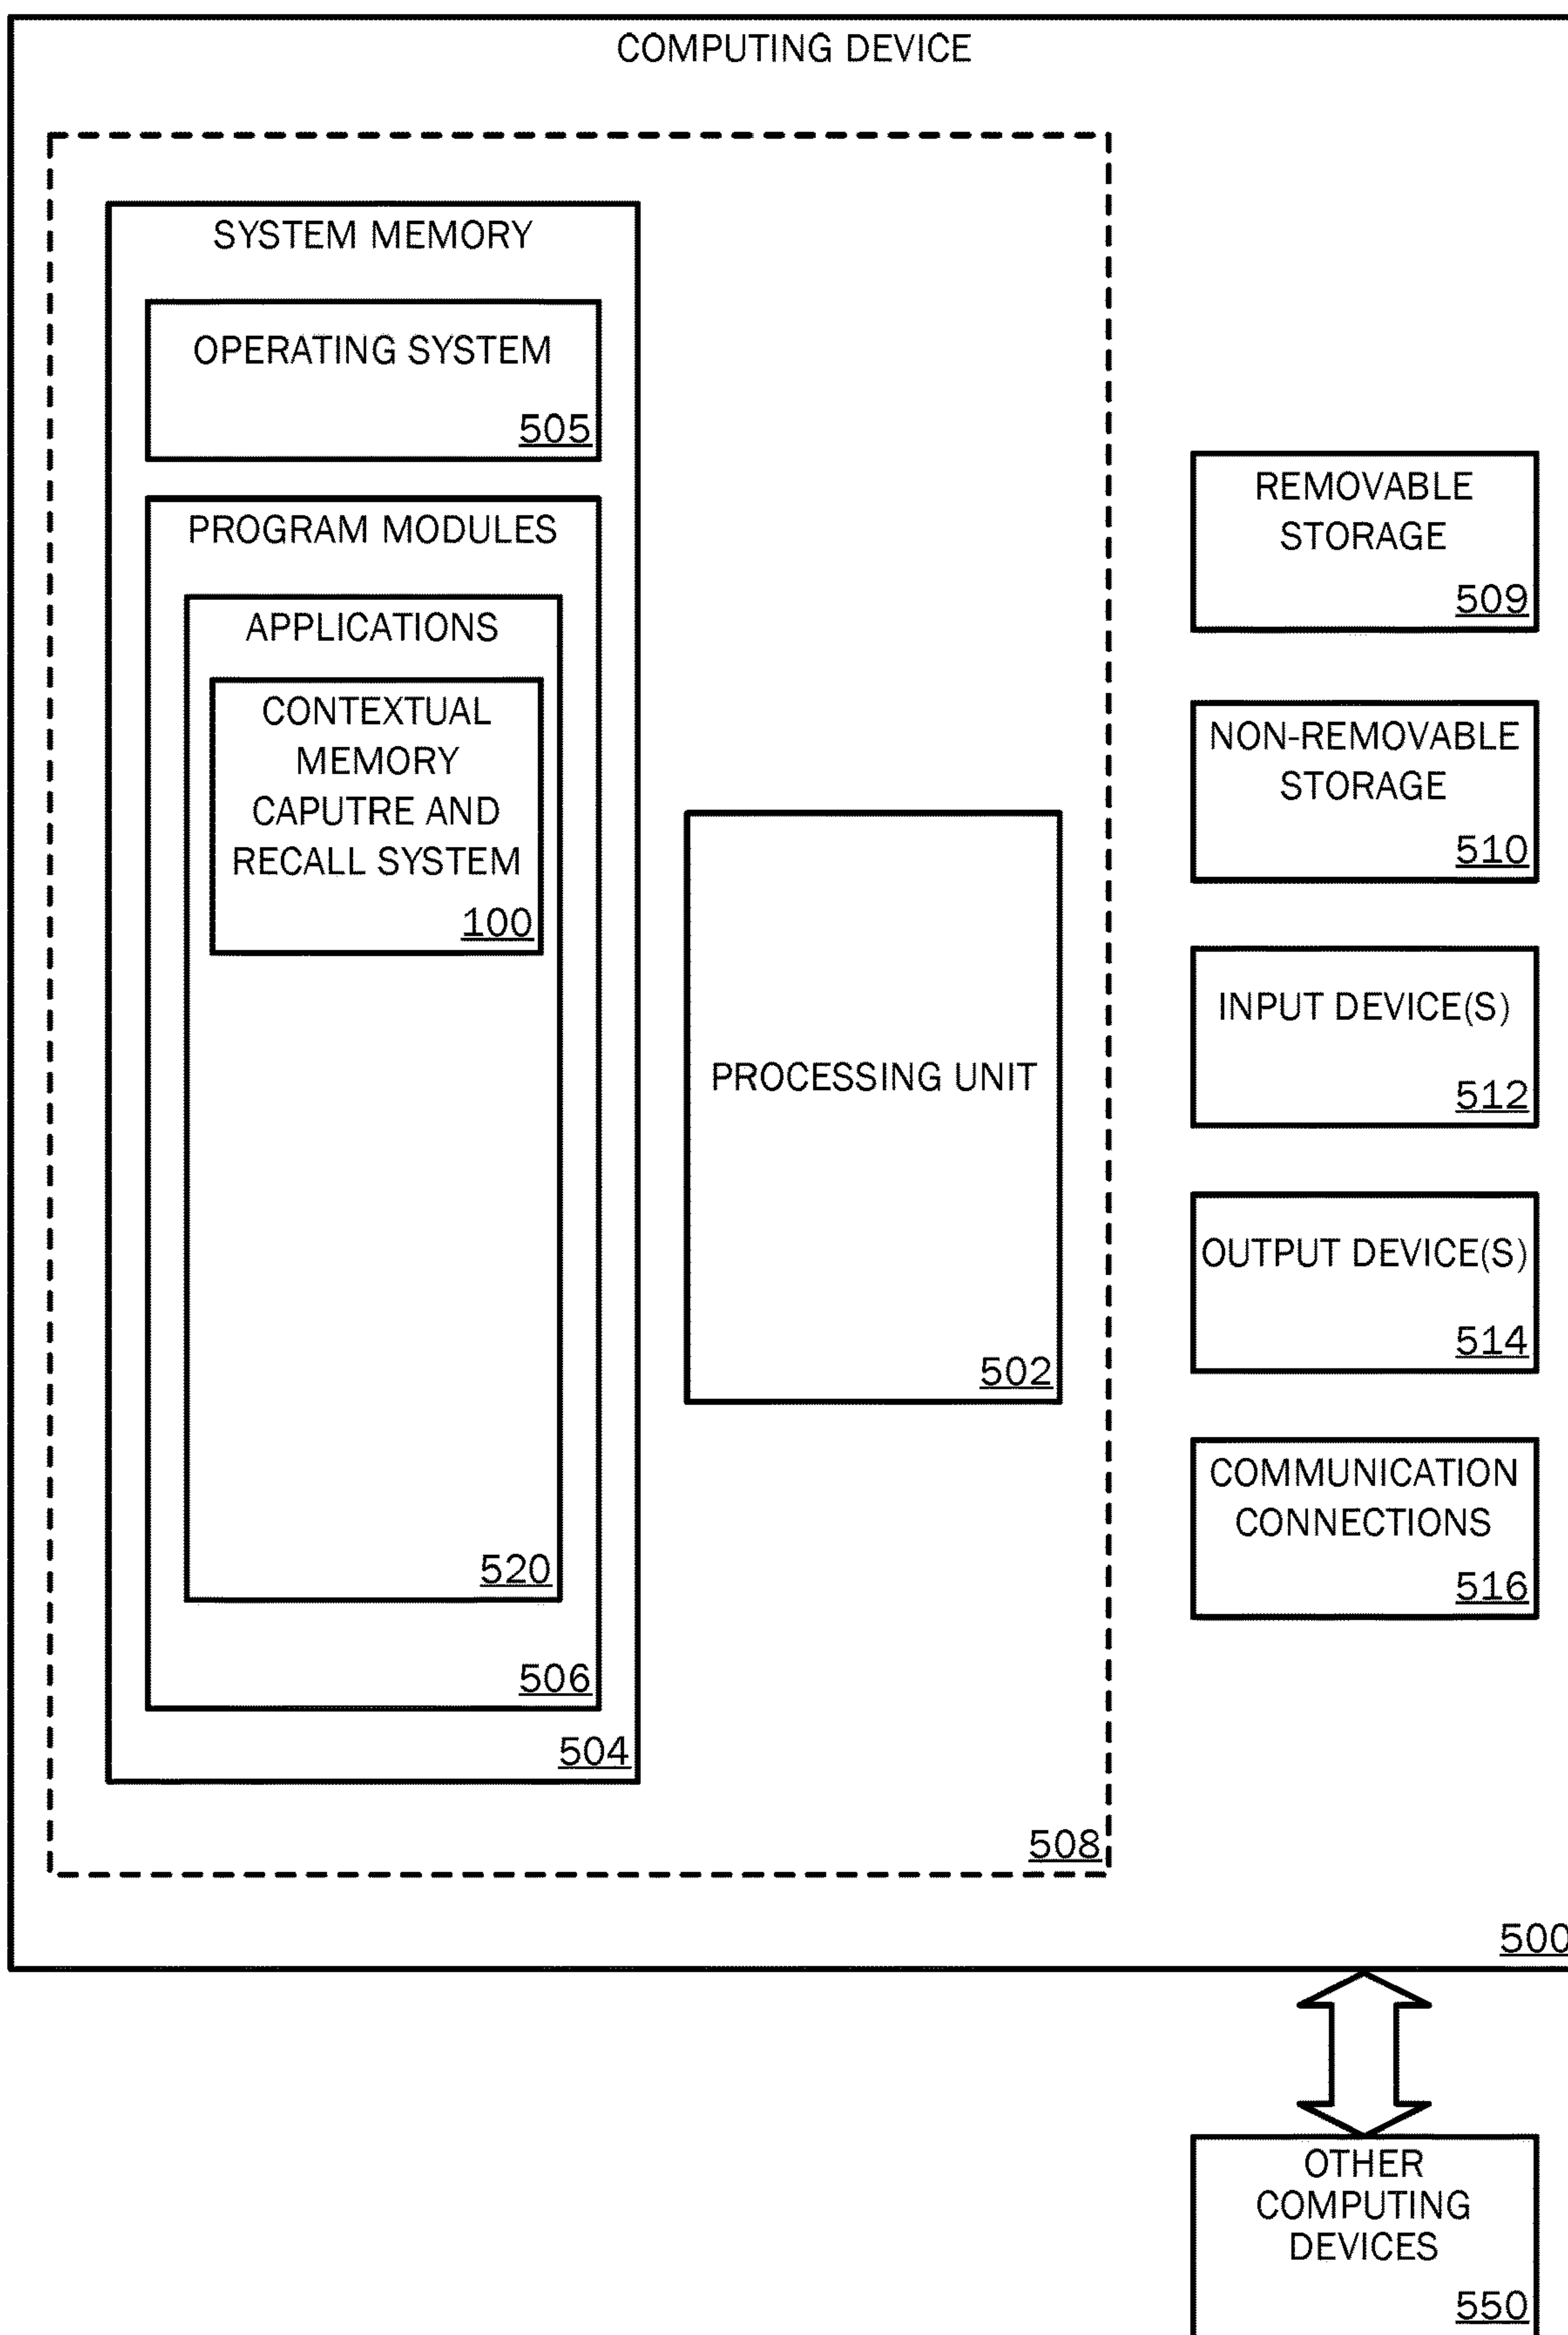 COMPUTING DEVICE
SYSTEM MEMORY
OPERATING SYSTEM
505
PROGRAM MODULES
APPLICATIONS
CONTEXTUAL
MEMORY
CAPUTRE AND
RECALL SYSTEM
100
520
506
504
PROCESSING UNIT
502
508
REMOVABLE
STORAGE
509
NON-REMOVABLE
STORAGE
510
INPUT DEVICE(S)
512
OUTPUT DEVICE(S)
514
COMMUNICATION
CONNECTIONS
516
500
OTHER
COMPUTING
DEVICES
550